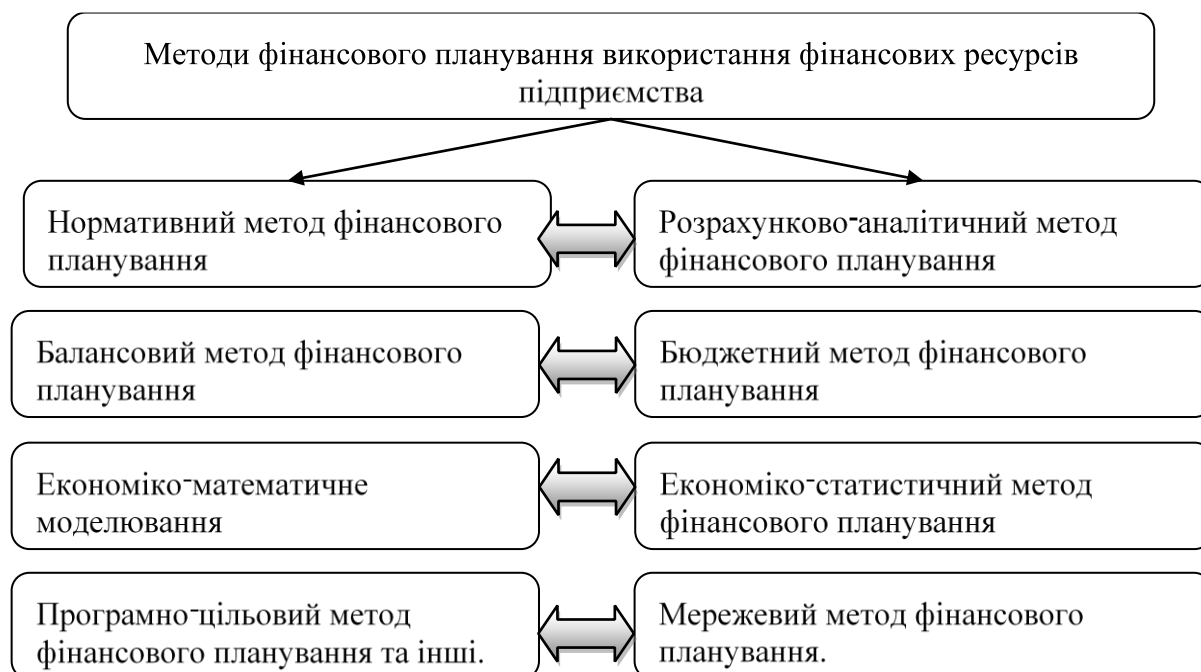 Методи фінансового планування використання фінансових ресурсів
підприємства
Нормативний метод фінансового
планування
Розрахунково-аналітичний метод
фінансового планування
Балансовий метод фінансового
планування
Бюджетний метод фінансового
планування
Економіко-математичне
моделювання
Економіко-статистичний метод
фінансового планування
Програмно-цільовий метод
фінансового планування та інші.
Мережевий метод фінансового
планування.